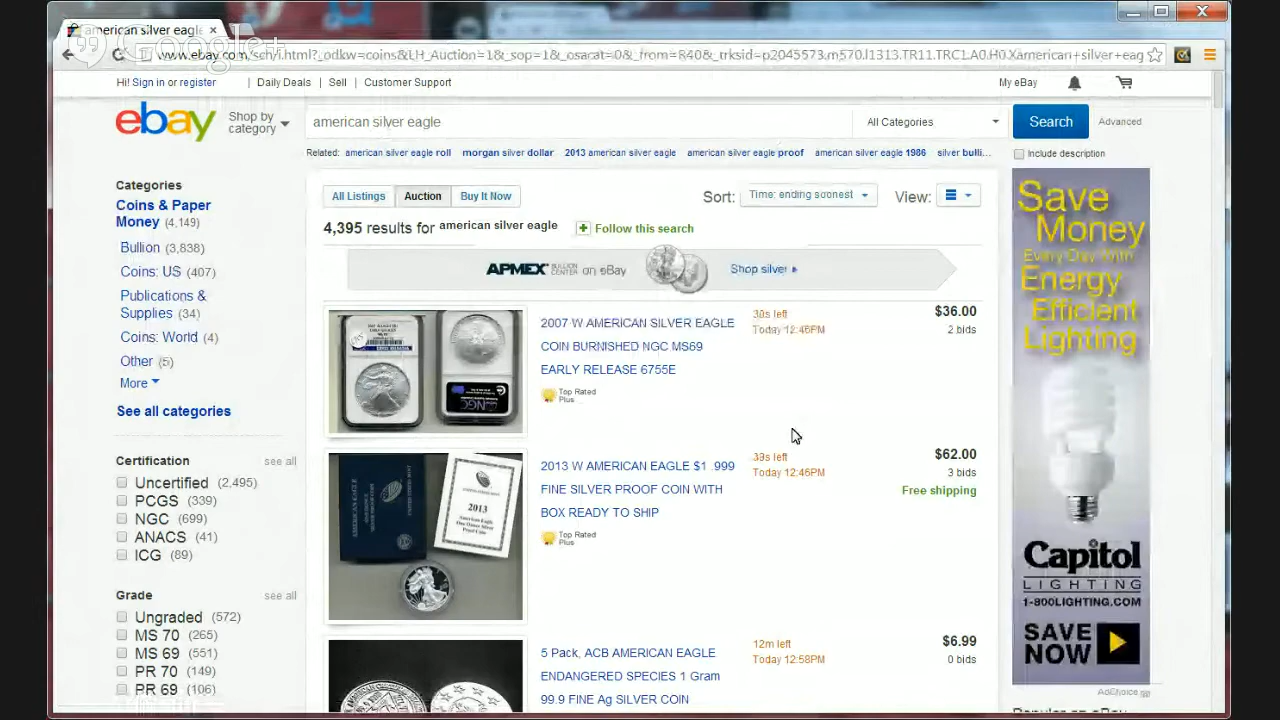 american silver eagle
Google+
www.ebay.com/sch/i.html?_odkw=coins&LH_Auction=1&_sop=1&_osacat=0&_from=R40&_trksid=p2045573.m570.l1313.TR11.TRC1.A0.H0.Xamerican+silver+eag
Hi! Sign in or register | Daily Deals | Sell | Customer Support My eBay
ebay Shop by category
american silver eagle All Categories Search Advanced
Related: american silver eagle roll morgan silver dollar 2013 american silver eagle american silver eagle proof american silver eagle 1986 silver bulli... Include description
Categories
Coins & Paper
Money (4,149)
Bullion (3,838)
Coins: US (407)
Publications &
Supplies (34)
Coins: World (4)
Other (5)
More
See all categories
Certification see all
Uncertified (2,495)
PCGS (339)
NGC (699)
ANACS (41)
ICG (89)
Grade see all
Ungraded (572)
MS 70 (265)
MS 69 (551)
PR 70 (149)
PR 69 (106)
All Listings Auction Buy It Now Sort: Time: ending soonest View:
4,395 results for american silver eagle Follow this search
APMEX BULLION CENTER on eBay Shop silver
2007 W AMERICAN SILVER EAGLE
COIN BURNISHED NGC MS69
EARLY RELEASE 6755E
Top Rated
Plus
left
Today 12:46PM
$36.00
2 bids
NGC
2013 W AMERICAN EAGLE $1 .999
FINE SILVER PROOF COIN WITH
BOX READY TO SHIP
Top Rated
Plus
left
Today 12:46PM
$62.00
3 bids
Free shipping
2013
5 Pack, ACB AMERICAN EAGLE
ENDANGERED SPECIES 1 Gram
99.9 FINE Ag SILVER COIN
12m left
Today 12:58PM
$6.99
0 bids
Save
Money
Every Day With
Energy
Efficient
Lighting
Capitol
LIGHTING
1-800LIGHTING.COM
SAVE
NOW
AdChoice